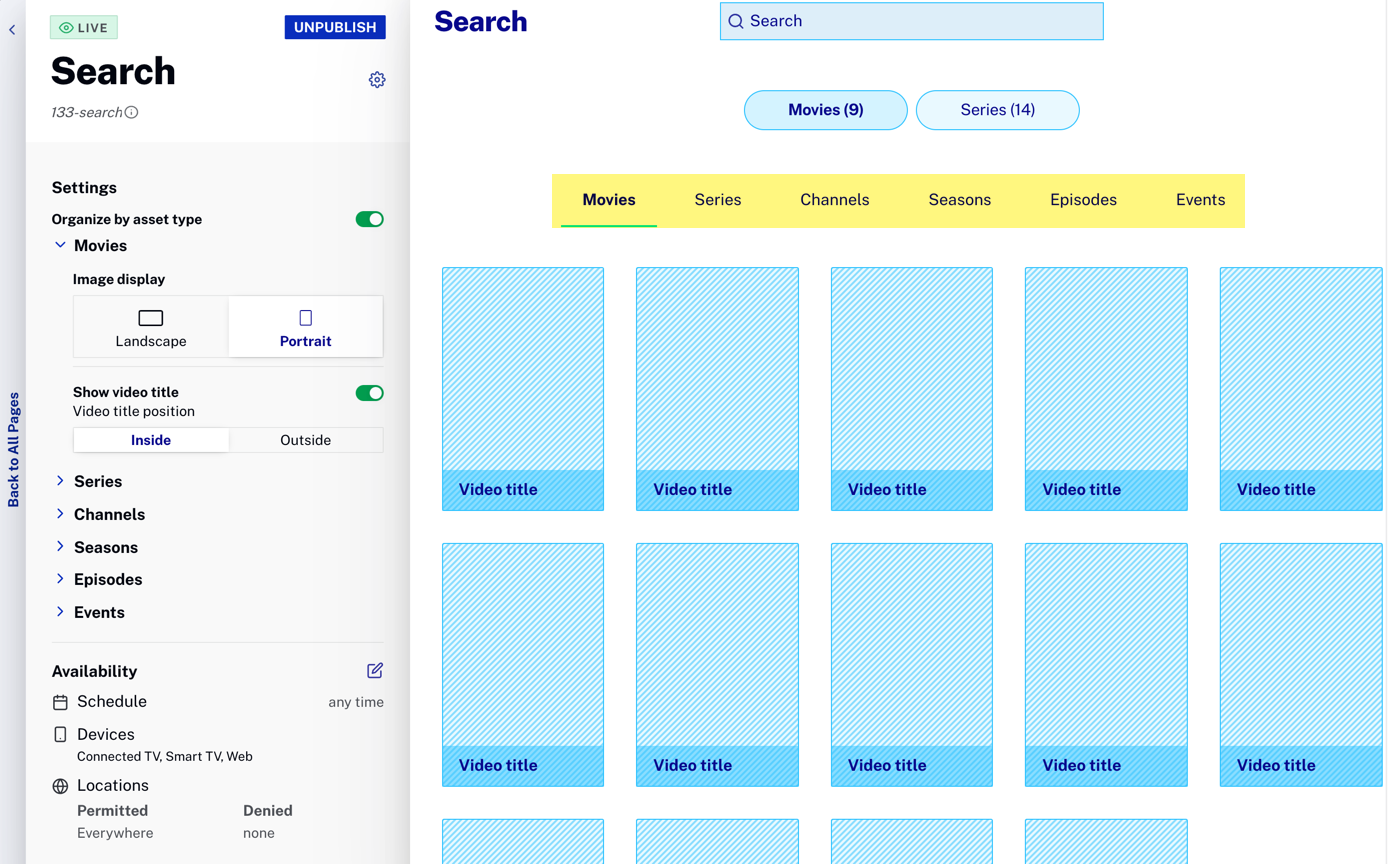 LIVE
UNPUBLISH
Search
133-search
Settings
Organize by asset type
Movies
Image display
Landscape
Portrait
Show video title
Video title position
Inside
Outside
Series
Channels
Seasons
Episodes
Events
Availability
Schedule
any time
Devices
Connected TV, Smart TV, Web
Locations
Permitted
Denied
Everywhere
none
Back to All Pages
Search
Search
Movies (9)
Series (14)
Movies
Series
Channels
Seasons
Episodes
Events
Video title
Video title
Video title
Video title
Video title
Video title
Video title
Video title
Video title
Video title